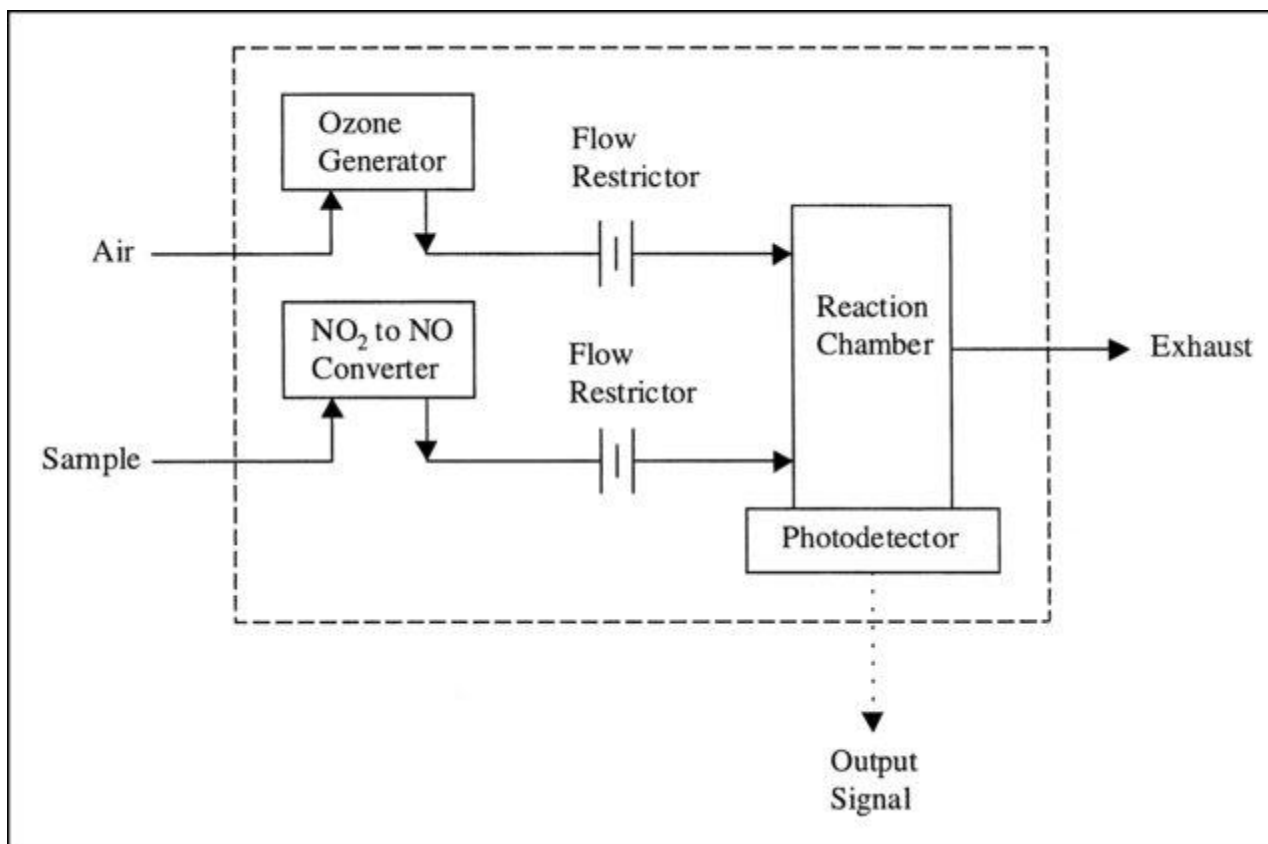 Ozone
Generator
Flow
Restrictor
Air
NO₂ to NO
Converter
Flow
Restrictor
Reaction
Chamber
Exhaust
Sample
Photodetector
Output
Signal